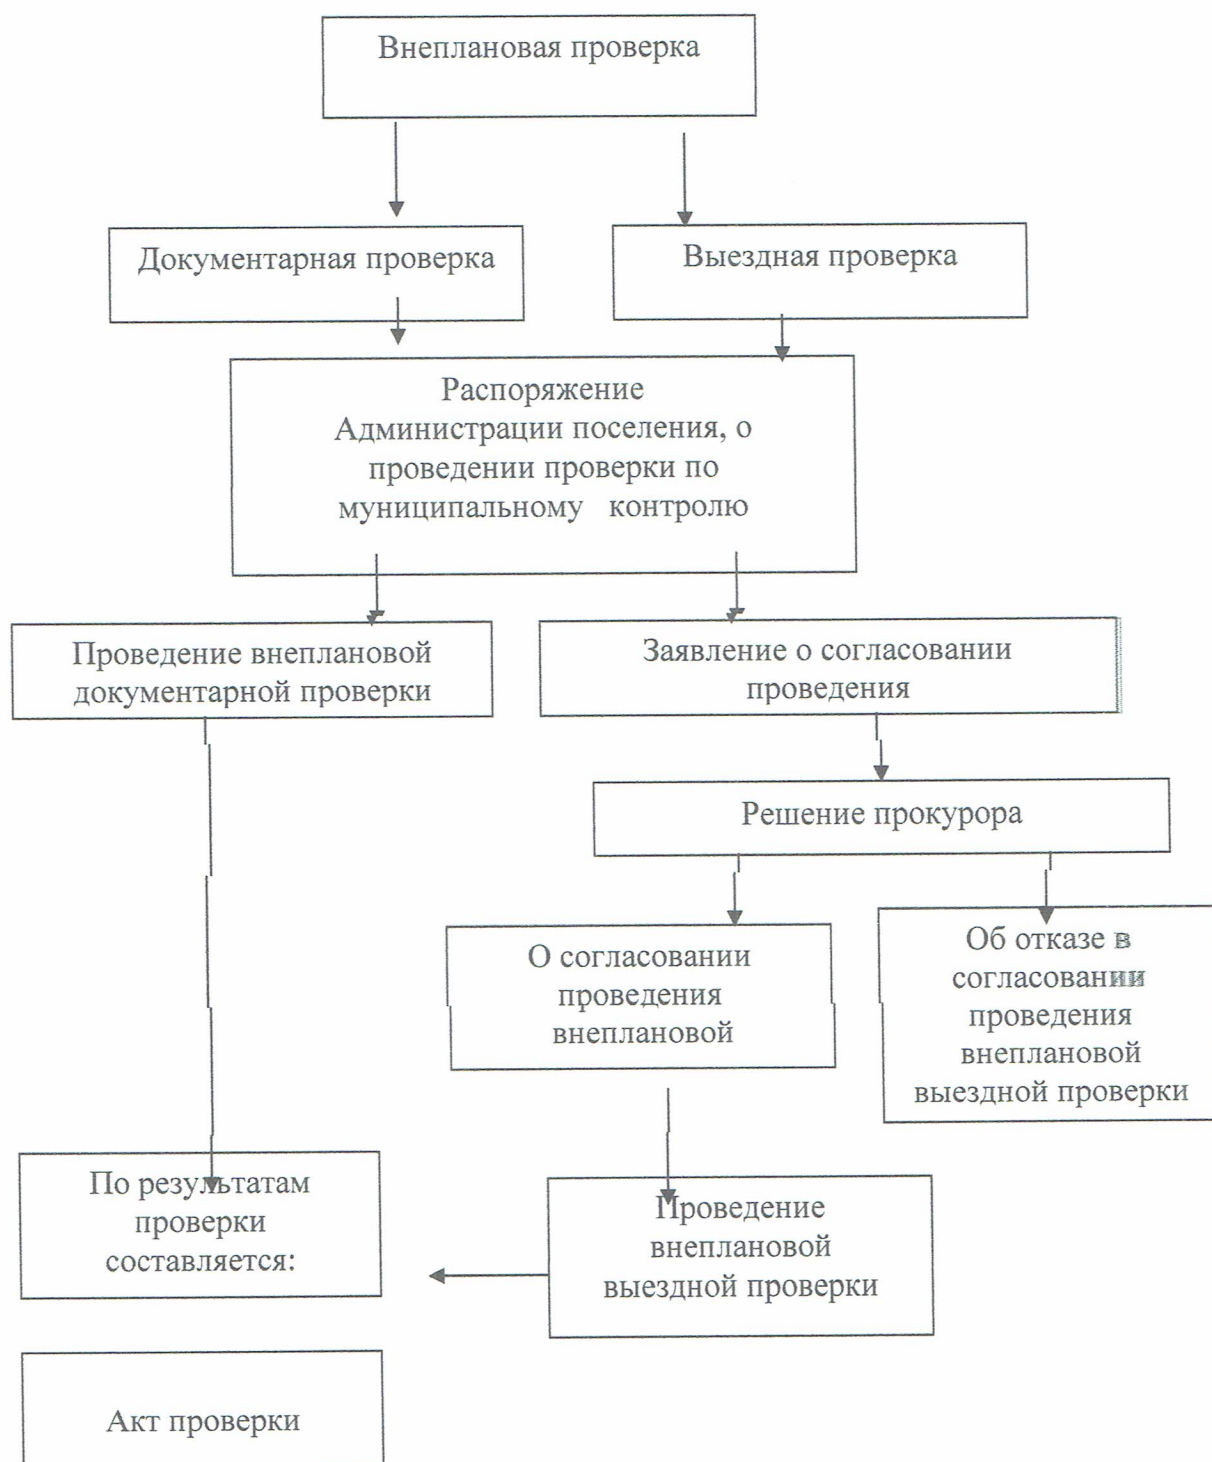 Внеплановая проверка
Документарная проверка
Выездная проверка
Распоряжение
Администрации поселения, о
проведении проверки по
муниципальному контролю
Проведение внеплановой
документарной проверки
Заявление о согласовании
проведения
Решение прокурора
О согласовании
проведения
внеплановой
Об отказе в
согласовании
проведения
внеплановой
выездной проверки
По результатам
проверки
составляется:
Проведение
внеплановой
выездной проверки
Акт проверки